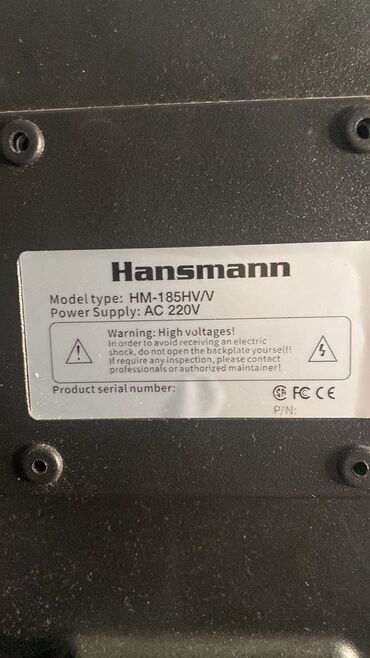 Hansmann
Model type: HM-185HV/V
Power Supply: AC 220V
Warning: High voltages!
In order to avoid receiving an electric
shock, do not open the backplate yourself!
If require any inspection, please contact
professionals or authorized maintainer!
Product serial number:
FC CE
P/N: